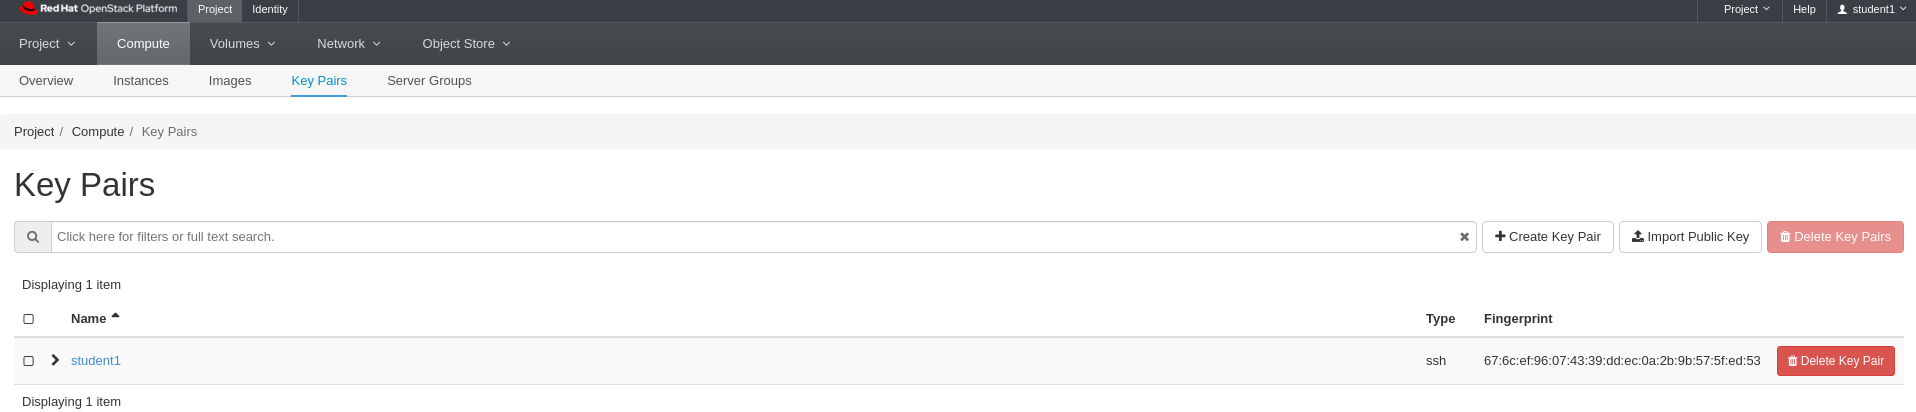 Red Hat OpenStack Platform Project Identity Project Help student1
Project Compute Volumes Network Object Store
Overview Instances Images Key Pairs Server Groups
Project / Compute / Key Pairs
Key Pairs
Click here for filters or full text search. Create Key Pair Import Public Key Delete Key Pairs
Displaying 1 item
Name Type Fingerprint
student1 ssh 67:6c:ef:96:07:43:39:dd:ec:0a:2b:9b:57:5f:ed:53 Delete Key Pair
Displaying 1 item